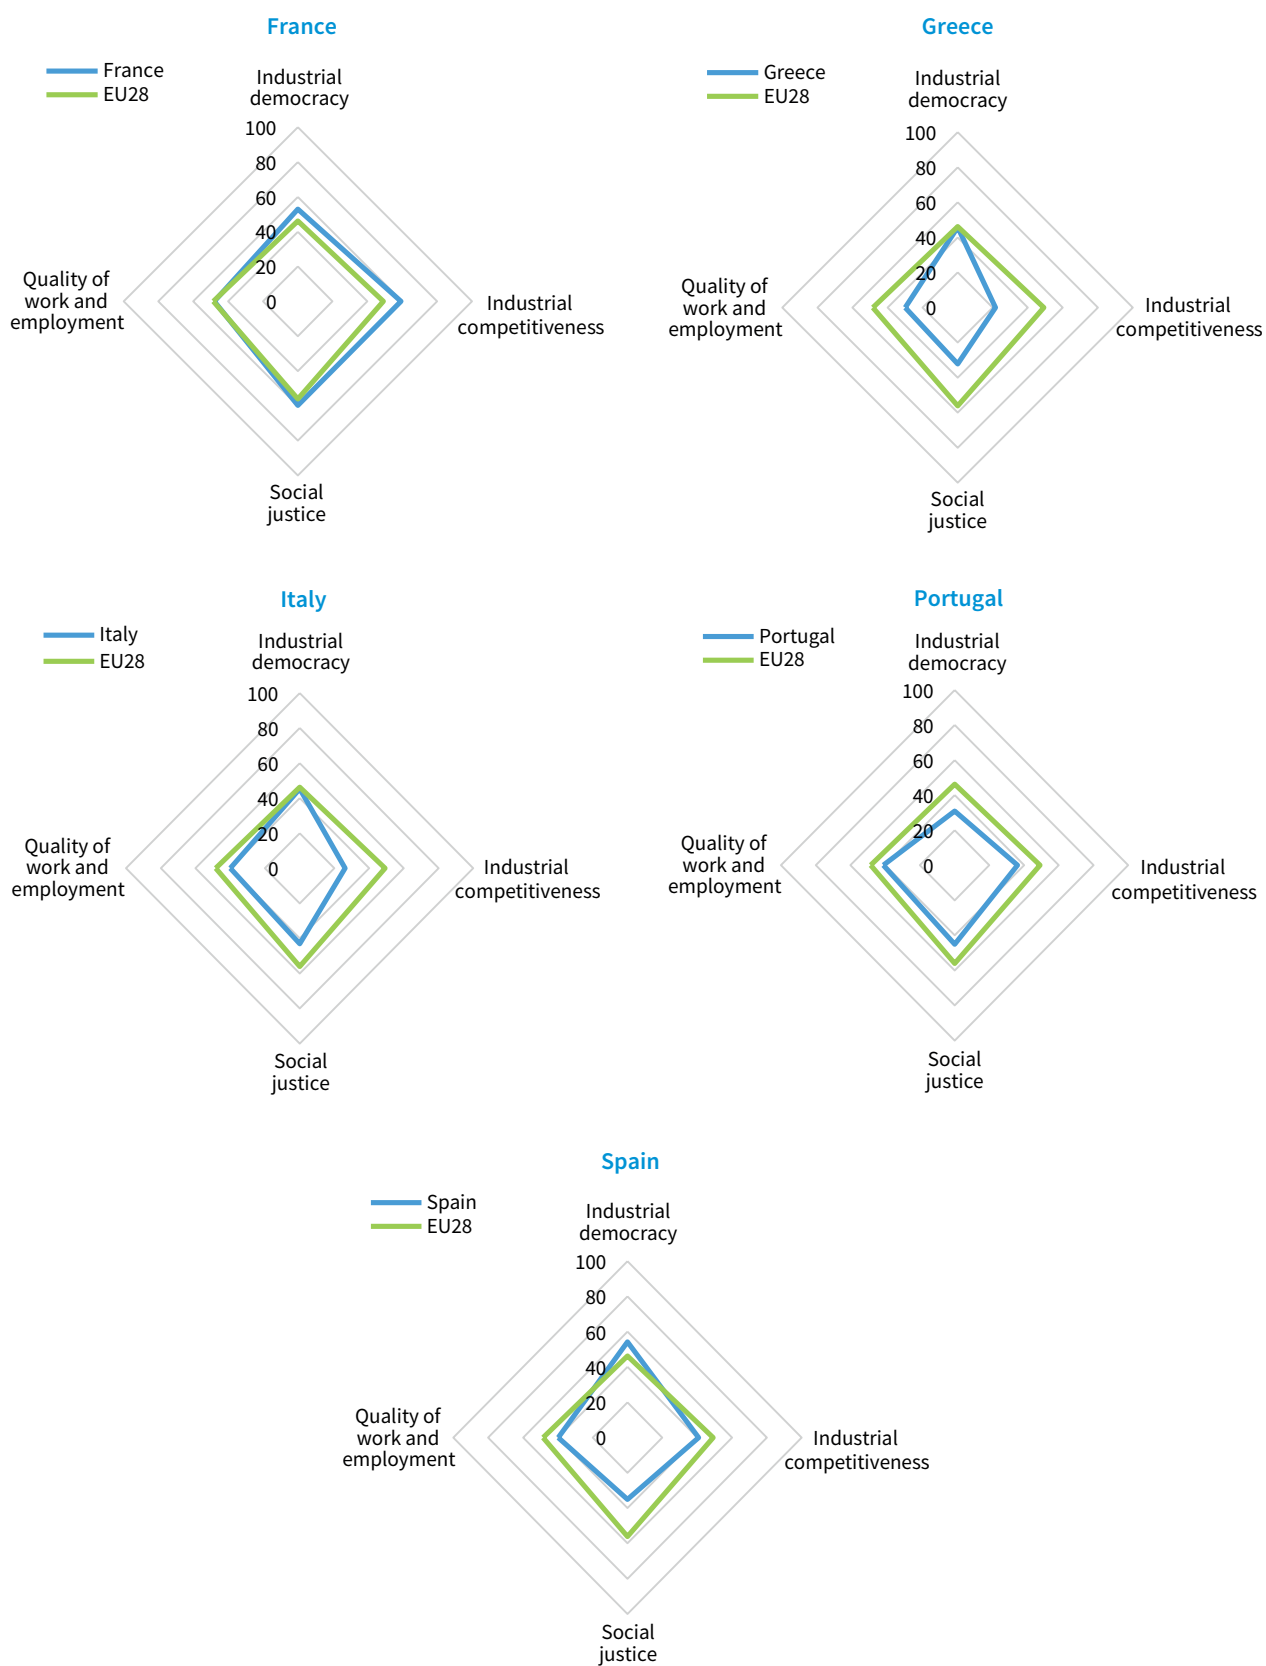 France
France
EU28
Industrial
democracy
100
80
60
40
20
0
Quality of
work and
employment
Industrial
competitiveness
Social
justice
Greece
Greece
EU28
Industrial
democracy
100
80
60
40
20
0
Quality of
work and
employment
Industrial
competitiveness
Social
justice
Italy
Italy
EU28
Industrial
democracy
100
80
60
40
20
0
Quality of
work and
employment
Industrial
competitiveness
Social
justice
Portugal
Portugal
EU28
Industrial
democracy
100
80
60
40
20
0
Quality of
work and
employment
Industrial
competitiveness
Social
justice
Spain
Spain
EU28
Industrial
democracy
100
80
60
40
20
0
Quality of
work and
employment
Industrial
competitiveness
Social
justice